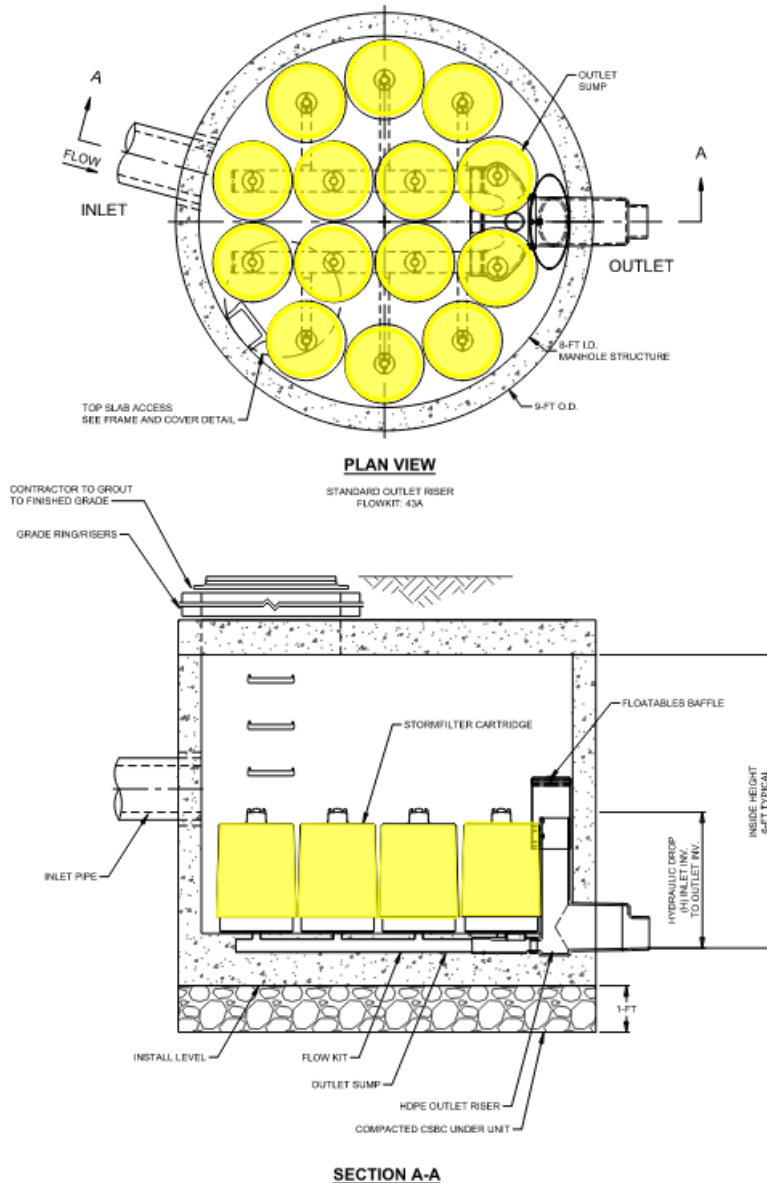 A
FLOW
INLET
OUTLET
SUMP
A
OUTLET
8-FT I.D.
MANHOLE STRUCTURE
9-FT O.D.
TOP SLAB ACCESS
SEE FRAME AND COVER DETAIL
PLAN VIEW
STANDARD OUTLET RISER
FLOWKIT: 43A
CONTRACTOR TO GROUT
TO FINISHED GRADE
GRADE RING/RISERS
STORMFILTER CARTRIDGE
FLOATABLES BAFFLE
INLET PIPE
HYDRAULIC DROP
(H) INLET INV.
TO OUTLET INV.
INSIDE HEIGHT
6-FT TYPICAL
1-FT
INSTALL LEVEL
FLOW KIT
OUTLET SUMP
HDPE OUTLET RISER
COMPACTED CSBC UNDER UNIT
SECTION A-A